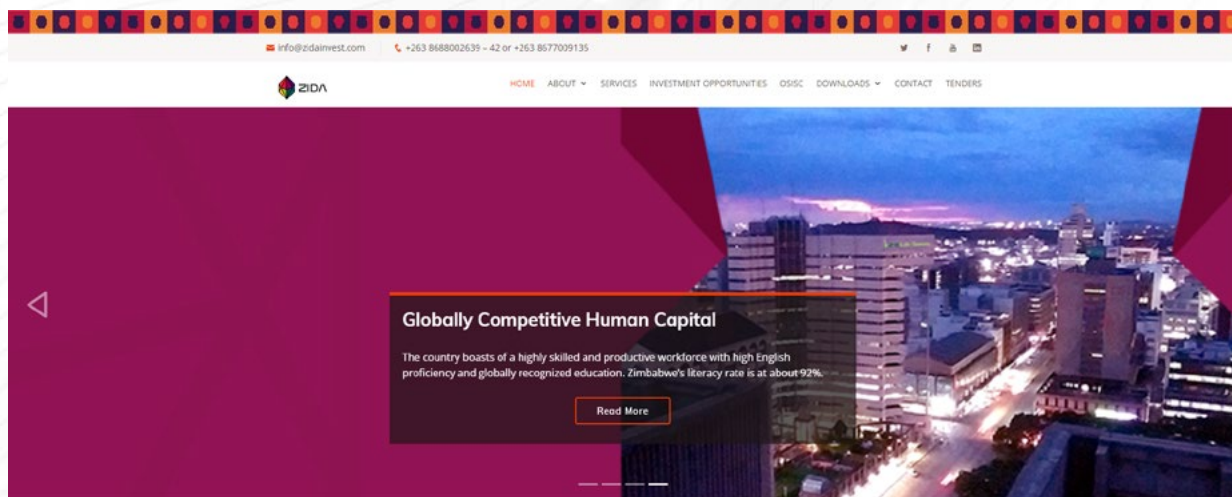 info@zidainvest.com
+263 8688002639 – 42 or +263 8677009135
ZIDA
HOME ABOUT SERVICES INVESTMENT OPPORTUNITIES OSISC DOWNLOADS CONTACT TENDERS
Globally Competitive Human Capital
The country boasts of a highly skilled and productive workforce with high English
proficiency and globally recognized education. Zimbabwe's literacy rate is at about 92%.
Read More